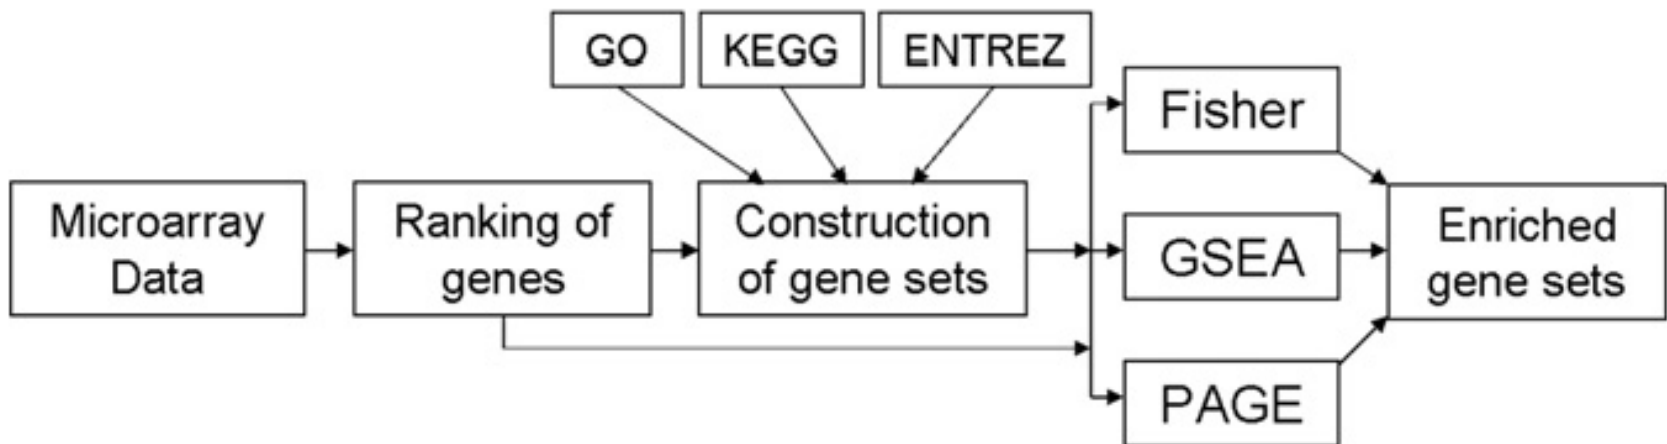 GO
KEGG
ENTREZ
Microarray
Data
Ranking of
genes
Construction
of gene sets
Fisher
GSEA
PAGE
Enriched
gene sets